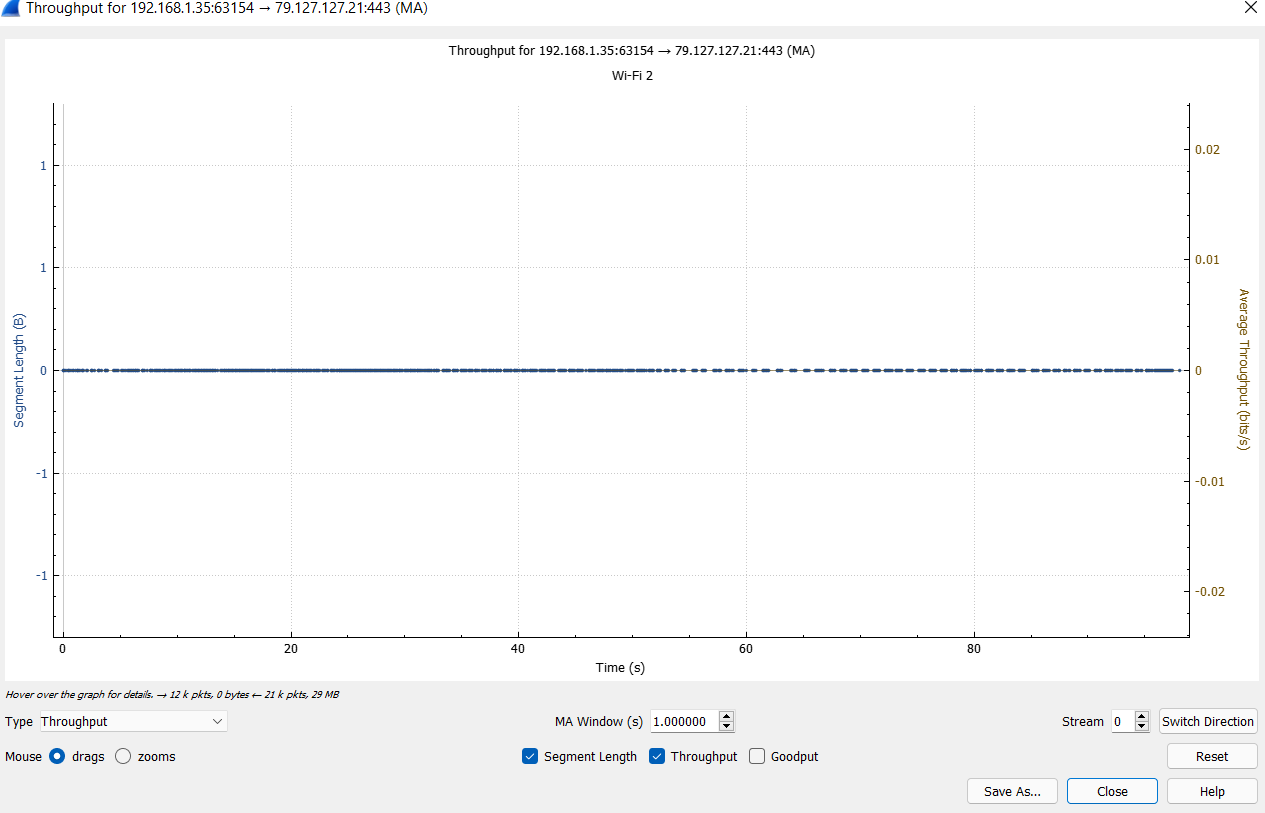 Throughput for 192.168.1.35:63154 → 79.127.127.21:443 (MA)
Throughput for 192.168.1.35:63154 → 79.127.127.21:443 (MA)
Wi-Fi 2
Segment Length (B)
1
1
0
-1
-1
0.02
0.01
0
-0.01
-0.02
Average Throughput (bits/s)
0 20 40 60 80
Time (s)
Hover over the graph for details. → 12 k pkts, 0 bytes ← 21 k pkts, 29 MB
Type Throughput MA Window (s) 1.000000 Stream 0 Switch Direction
Mouse drags zooms Segment Length Throughput Goodput Reset
Save As... Close Help